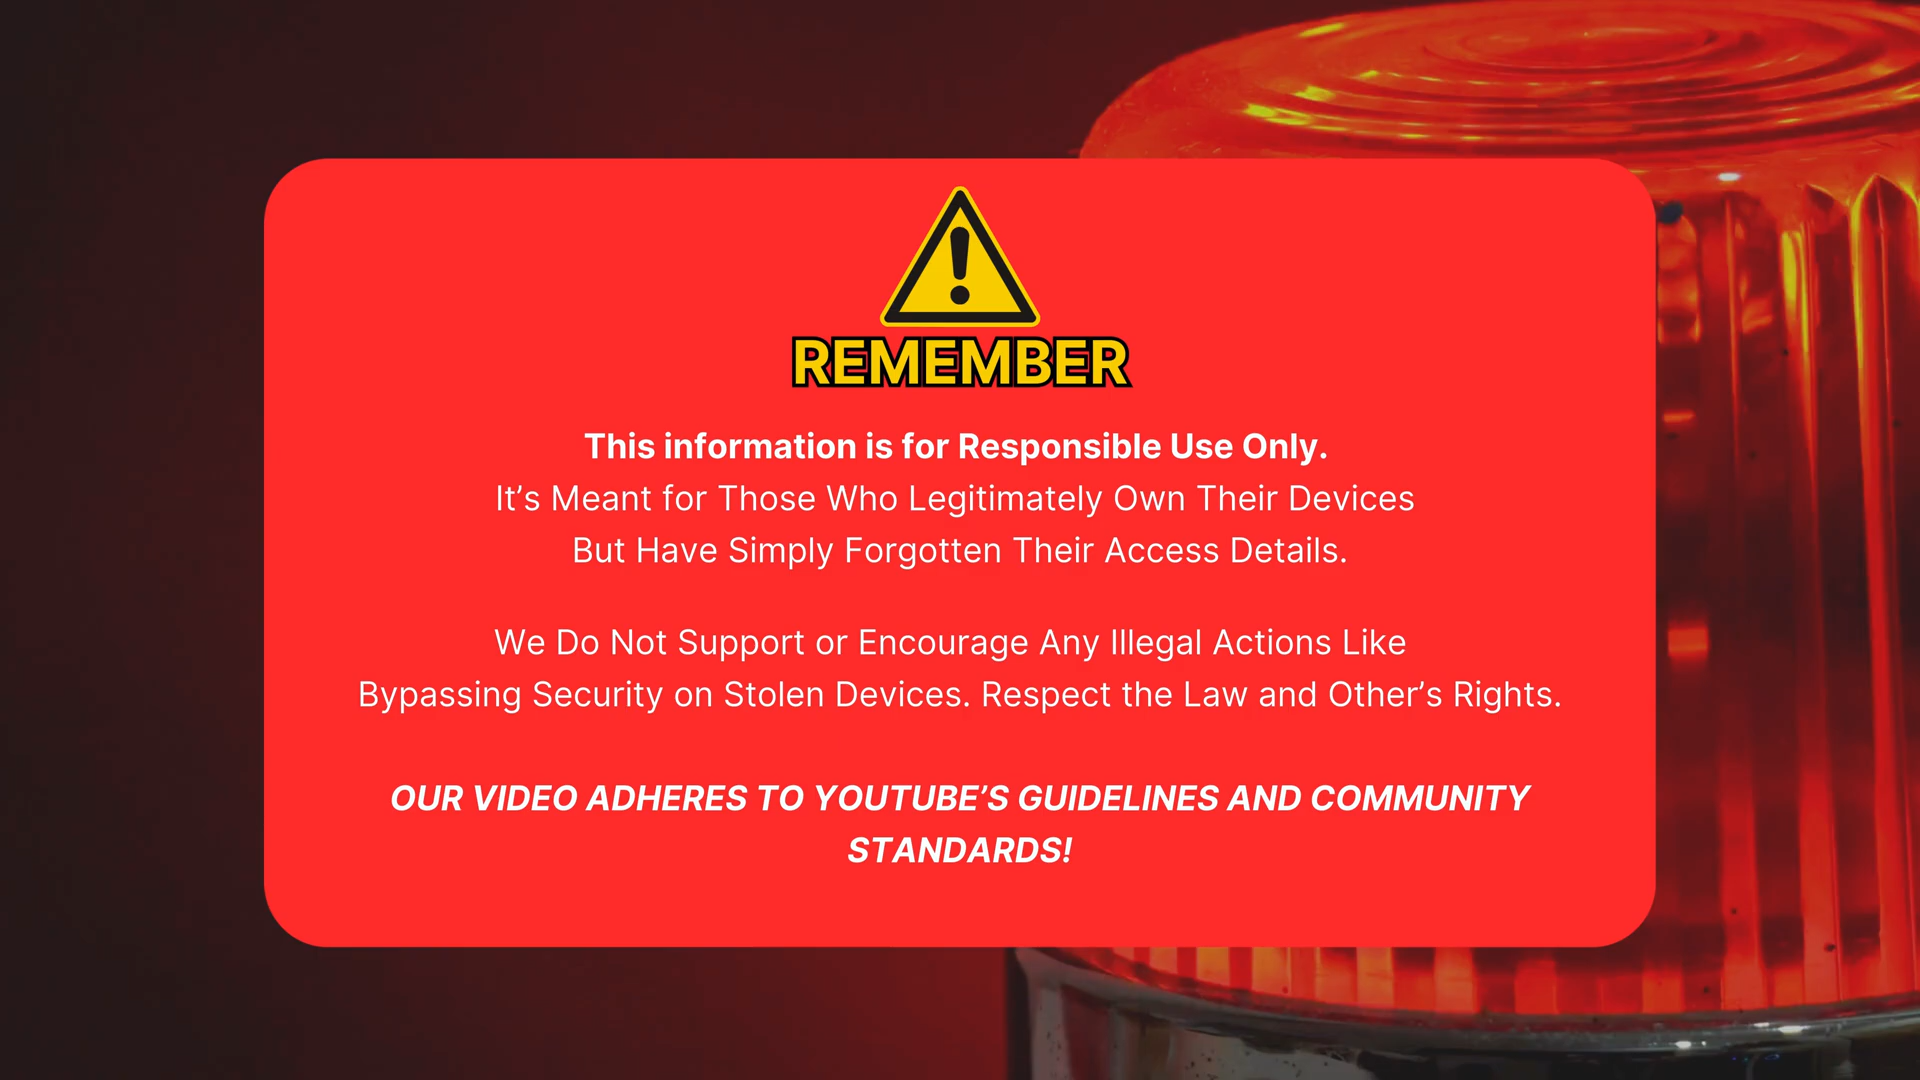 REMEMBER
This information is for Responsible Use Only.
It’s Meant for Those Who Legitimately Own Their Devices
But Have Simply Forgotten Their Access Details.
We Do Not Support or Encourage Any Illegal Actions Like
Bypassing Security on Stolen Devices. Respect the Law and Other’s Rights.
OUR VIDEO ADHERES TO YOUTUBE’S GUIDELINES AND COMMUNITY
STANDARDS!